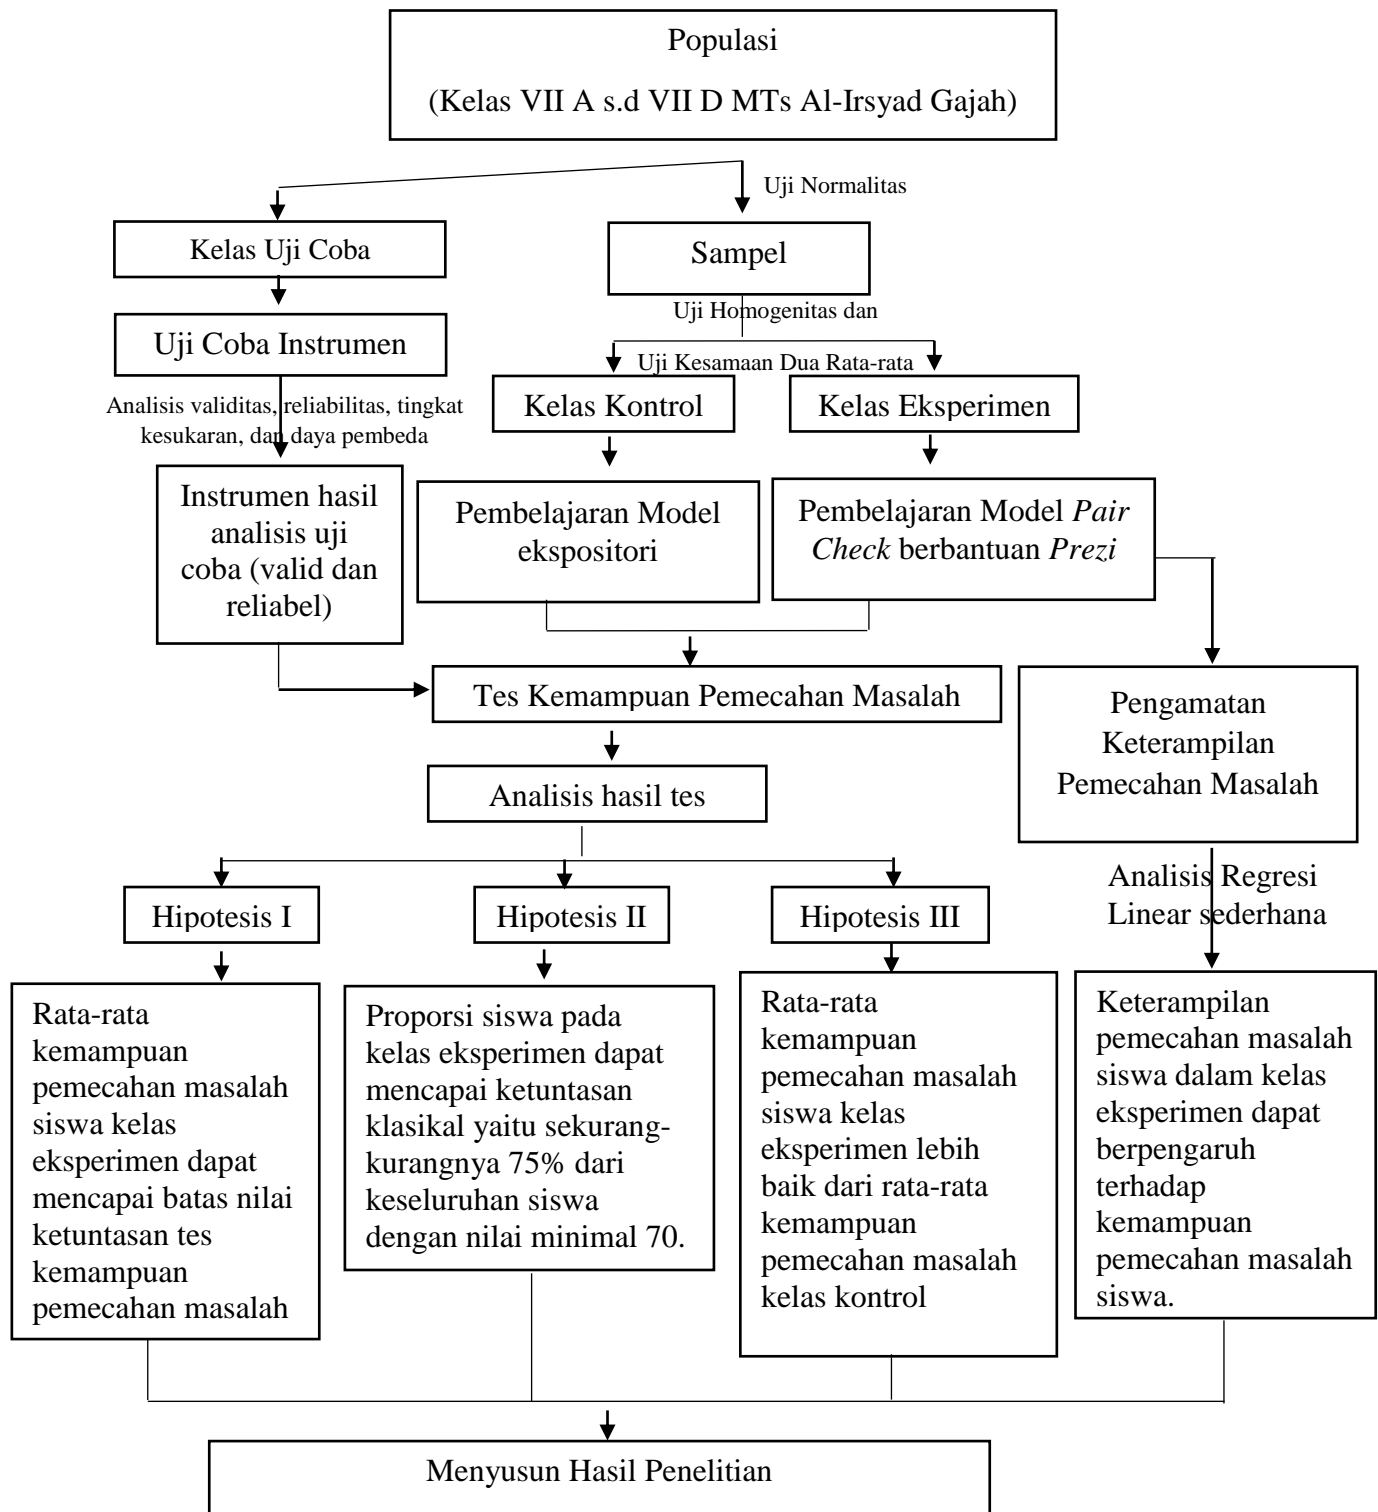 Populasi
(Kelas VII A s.d VII D MTs Al-Irsyad Gajah)
Uji Normalitas
Kelas Uji Coba
Sampel
Uji Homogenitas dan
Uji Coba Instrumen
Uji Kesamaan Dua Rata-rata
Analisis validitas, reliabilitas, tingkat
kesukaran, dan daya pembeda
Kelas Kontrol
Kelas Eksperimen
Instrumen hasil
analisis uji
coba (valid dan
reliabel)
Pembelajaran Model
ekspositori
Pembelajaran Model Pair
Check berbantuan Prezi
Tes Kemampuan Pemecahan Masalah
Pengamatan
Keterampilan
Pemecahan Masalah
Analisis hasil tes
Analisis Regresi
Linear sederhana
Hipotesis I
Hipotesis II
Hipotesis III
Rata-rata
kemampuan
pemecahan masalah
siswa kelas
eksperimen dapat
mencapai batas nilai
ketuntasan tes
kemampuan
pemecahan masalah
Proporsi siswa pada
kelas eksperimen dapat
mencapai ketuntasan
klasikal yaitu sekurang-
kurangnya 75% dari
keseluruhan siswa
dengan nilai minimal 70.
Rata-rata
kemampuan
pemecahan masalah
siswa kelas
eksperimen lebih
baik dari rata-rata
kemampuan
pemecahan masalah
kelas kontrol
Keterampilan
pemecahan masalah
siswa dalam kelas
eksperimen dapat
berpengaruh
terhadap
kemampuan
pemecahan masalah
siswa.
Menyusun Hasil Penelitian